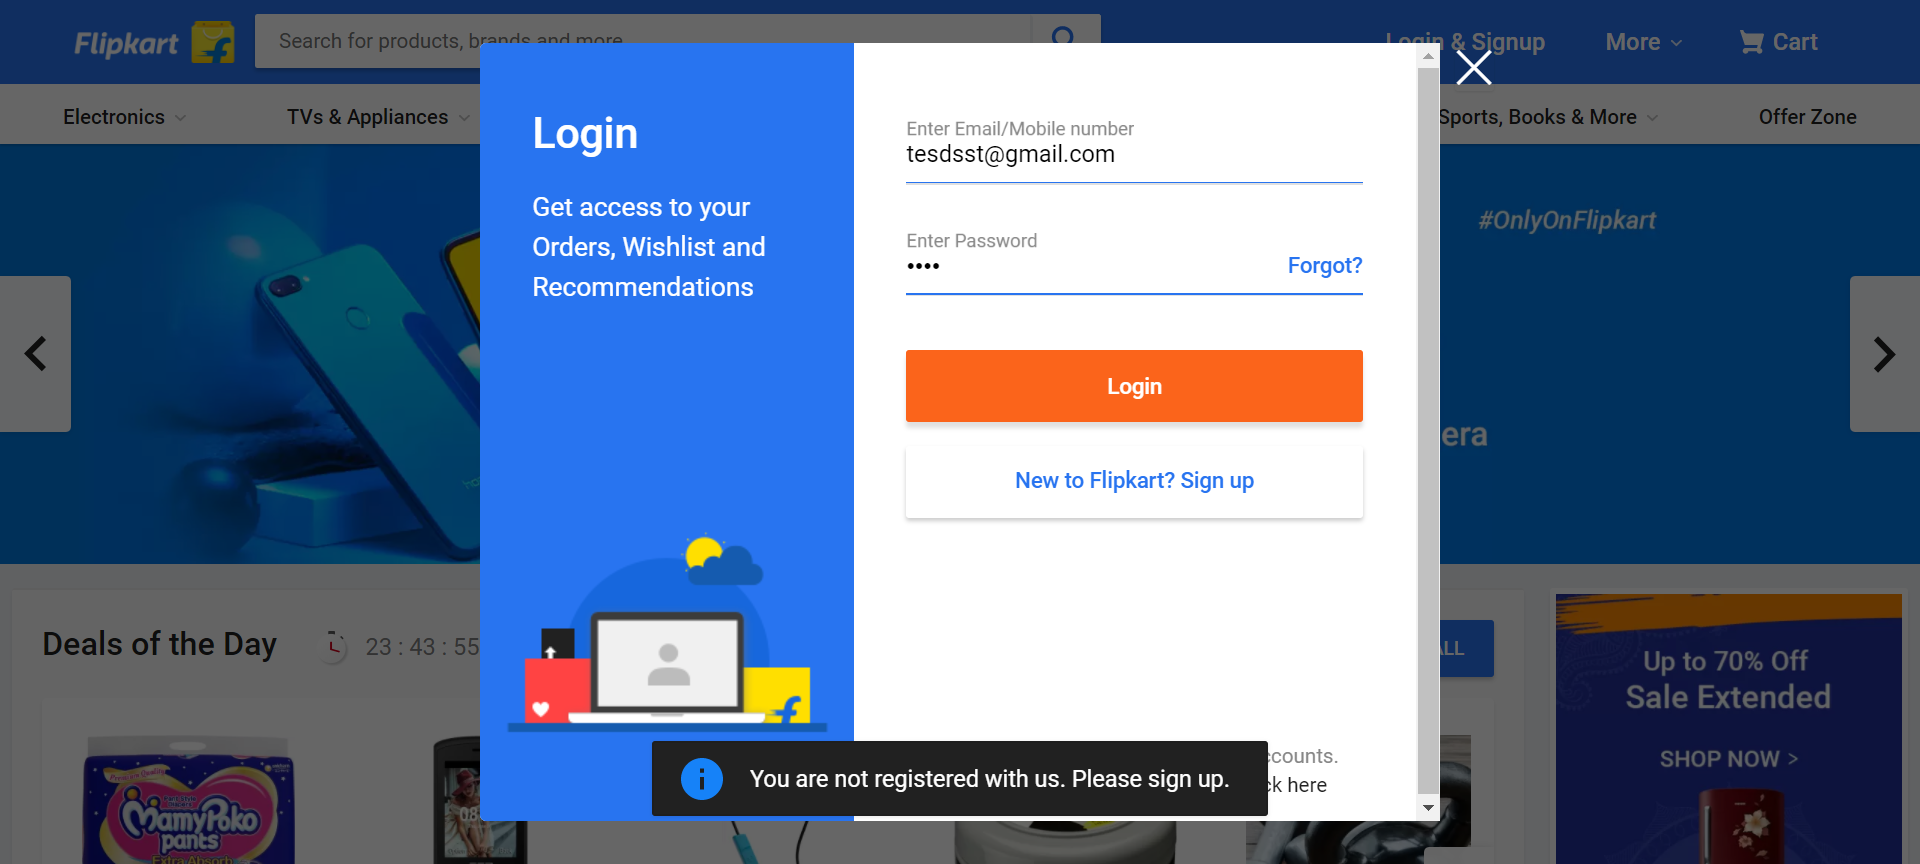 Flipkart
Search for products, brands and more
Login & Signup
More
Cart
Electronics
TVs & Appliances
Sports, Books & More
Offer Zone
Login
Get access to your
Orders, Wishlist and
Recommendations
Enter Email/Mobile number
tesdsst@gmail.com
Enter Password
Forgot?
Login
New to Flipkart? Sign up
#OnlyOnFlipkart
era
Deals of the Day
23 : 43 : 55
ALL
Up to 70% Off
Sale Extended
SHOP NOW >
ccounts.
ck here
You are not registered with us. Please sign up.
MamyPoko
pants
Extra Absorb